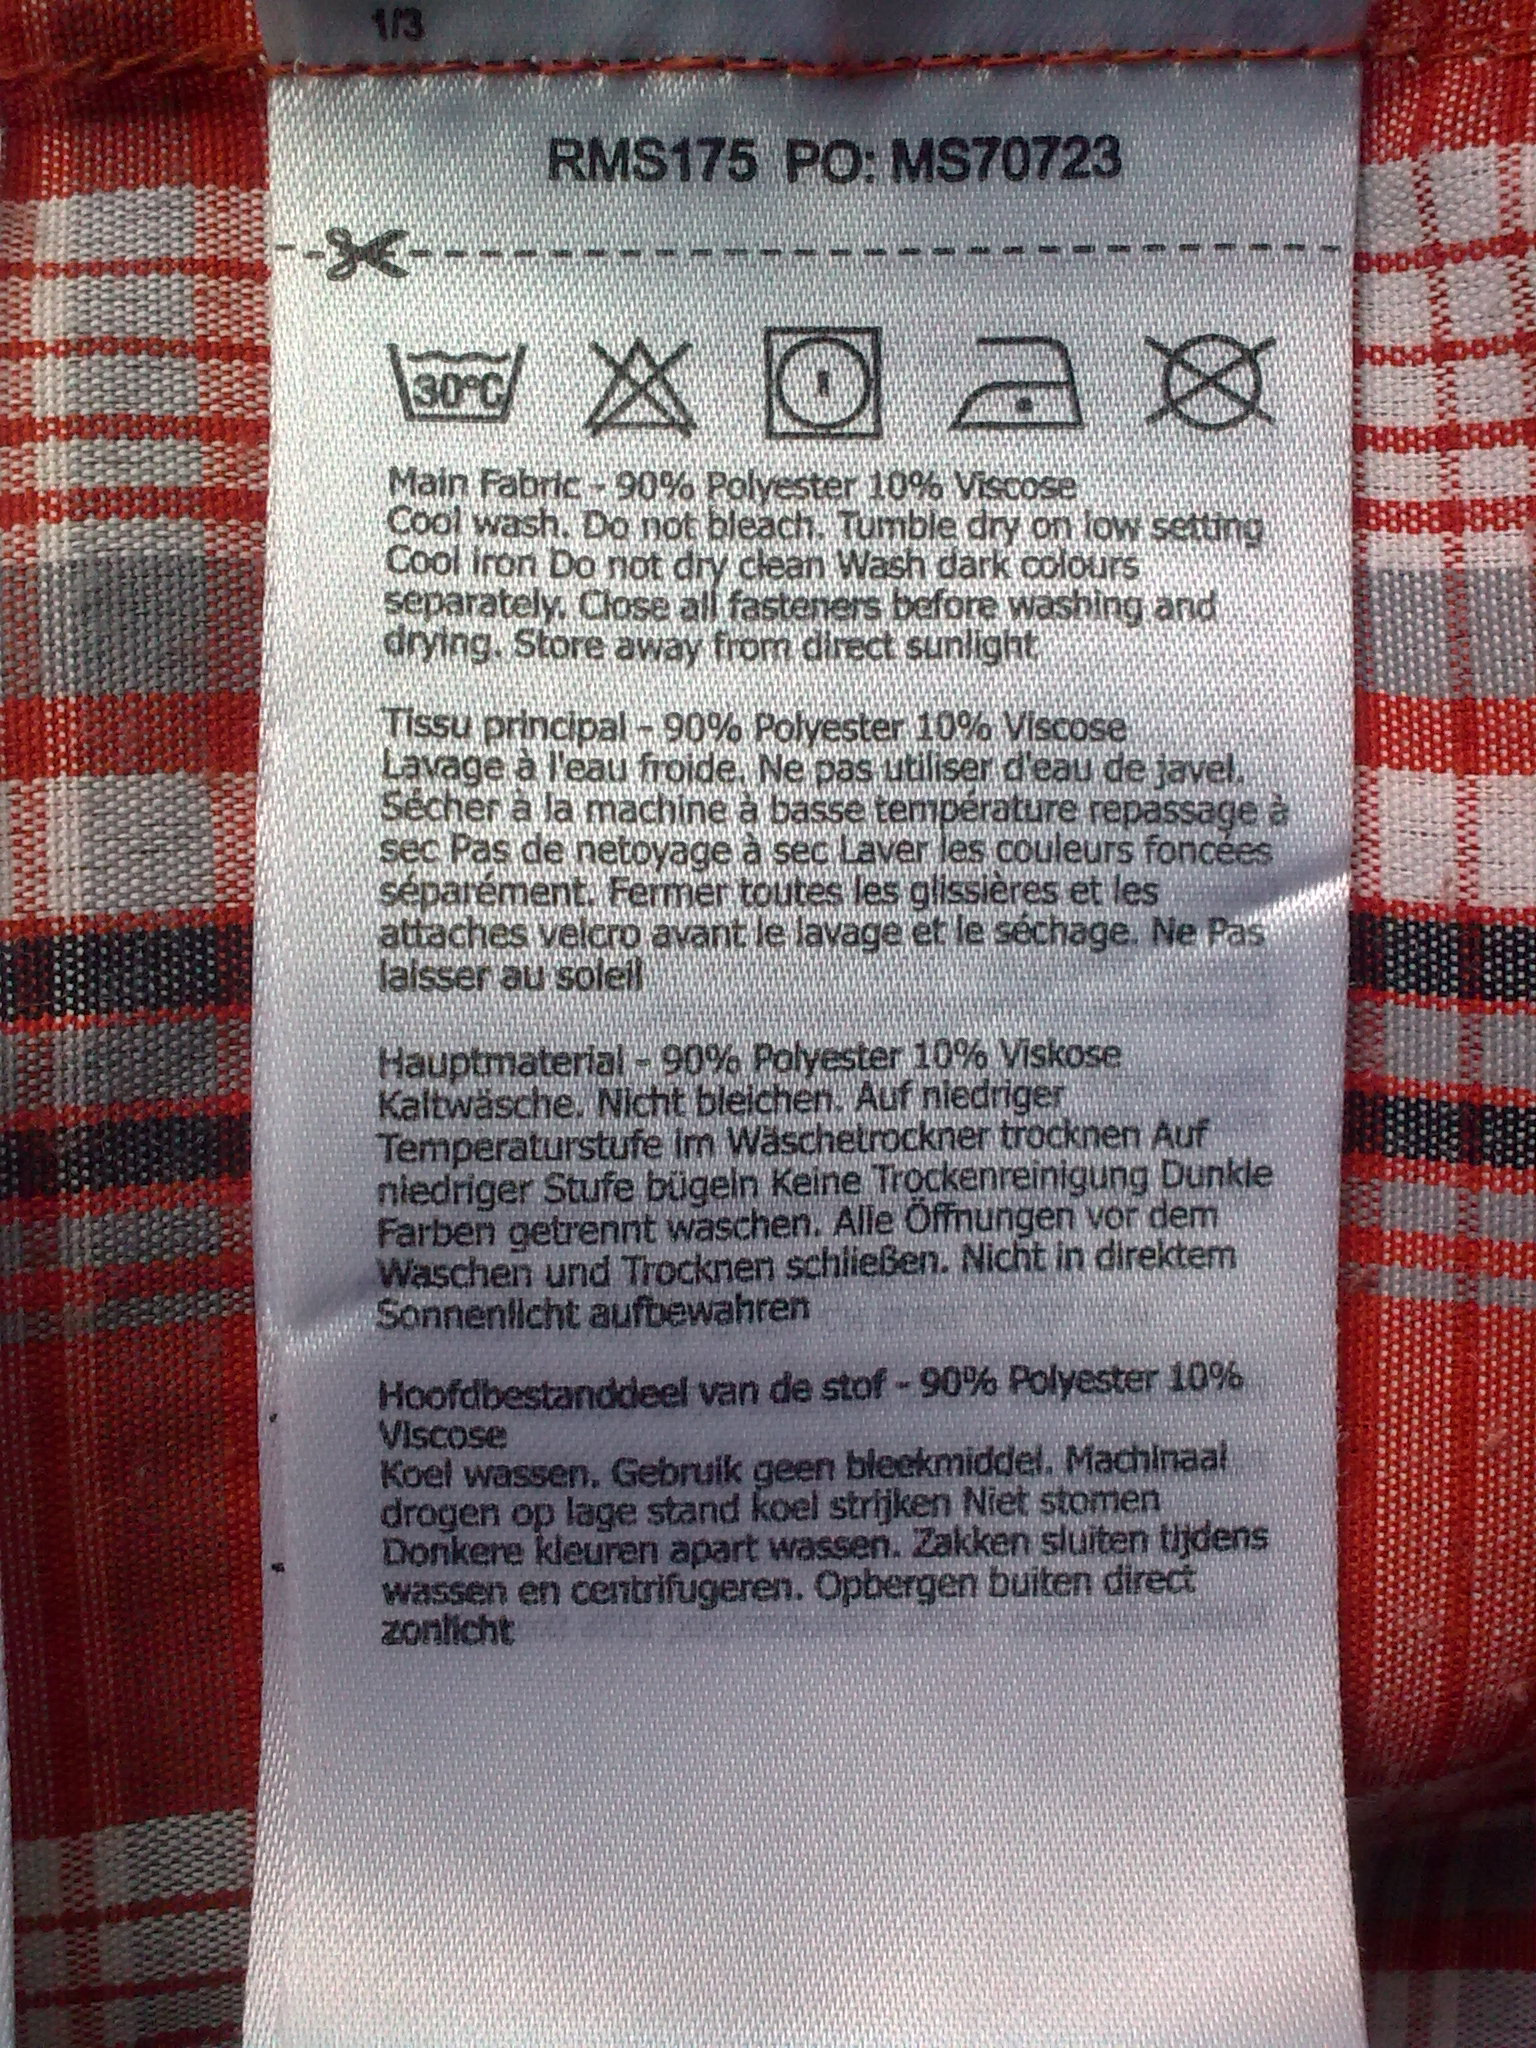 1/3
RMS175 PO: MS70723
30°C
Main Fabric - 90% Polyester 10% Viscose
Cool wash. Do not bleach. Tumble dry on low setting
Cool iron Do not dry clean Wash dark colours
separately. Close all fasteners before washing and
drying. Store away from direct sunlight
Tissu principal - 90% Polyester 10% Viscose
Lavage à l'eau froide. Ne pas utiliser d'eau de javel.
Sécher à la machine à basse température repassage à
sec Pas de netoyage à sec Laver les couleurs foncées
séparément. Fermer toutes les glissières et les
attaches velcro avant le lavage et le séchage. Ne Pas
laisser au soleil
Hauptmaterial - 90% Polyester 10% Viskose
Kaltwäsche. Nicht bleichen. Auf niedriger
Temperaturstufe im Wäschetrockner trocknen Auf
niedriger Stufe bügeln Keine Trockenreinigung Dunkle
Farben getrennt waschen. Alle Öffnungen vor dem
Waschen und Trocknen schließen. Nicht in direktem
Sonnenlicht aufbewahren
Hoofdbestanddeel van de stof - 90% Polyester 10%
Viscose
Koel wassen. Gebruik geen bleekmiddel. Machinaal
drogen op lage stand koel strijken Niet stomen
Donkere kleuren apart wassen. Zakken sluiten tijdens
wassen en centrifugeren. Opbergen buiten direct
zonlicht